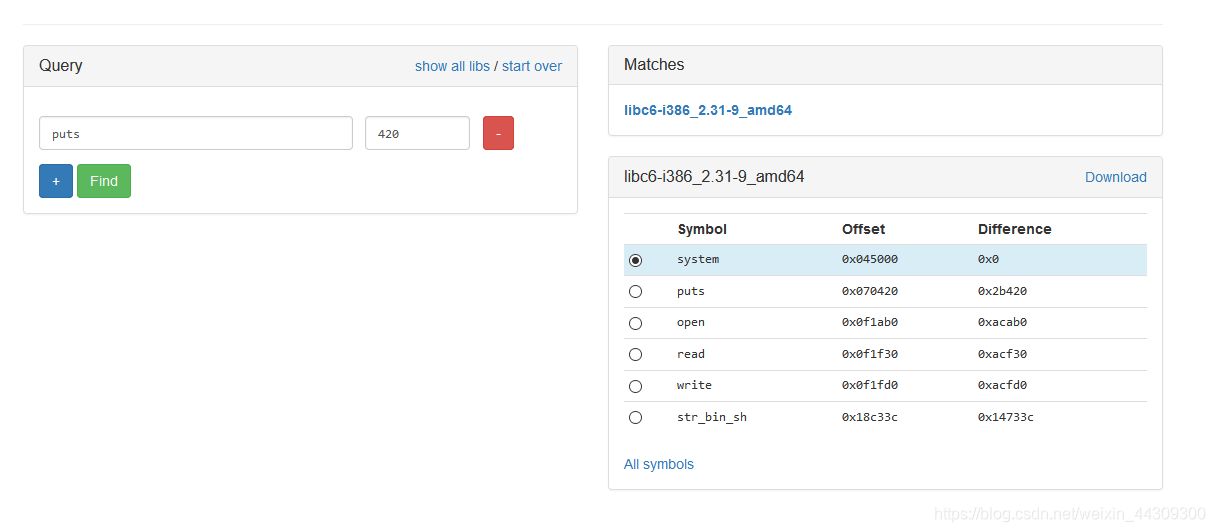 Query show all libs / start over
puts 420 -
+ Find
Matches
libc6-i386_2.31-9_amd64
libc6-i386_2.31-9_amd64 Download
Symbol Offset Difference
system 0x045000 0x0
puts 0x070420 0x2b420
open 0x0f1ab0 0xacab0
read 0x0f1f30 0xacf30
write 0x0f1fd0 0xacfd0
str_bin_sh 0x18c33c 0x14733c
All symbols
https://blog.csdn.net/weixin_44309300